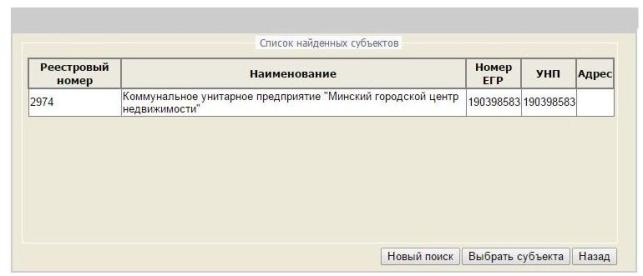 Список найденных субъектов
Реестровый номер Наименование Номер ЕГР УНП Адрес
2974 Коммунальное унитарное предприятие "Минский городской центр недвижимости" 190398583 190398583
Новый поиск Выбрать субъекта Назад